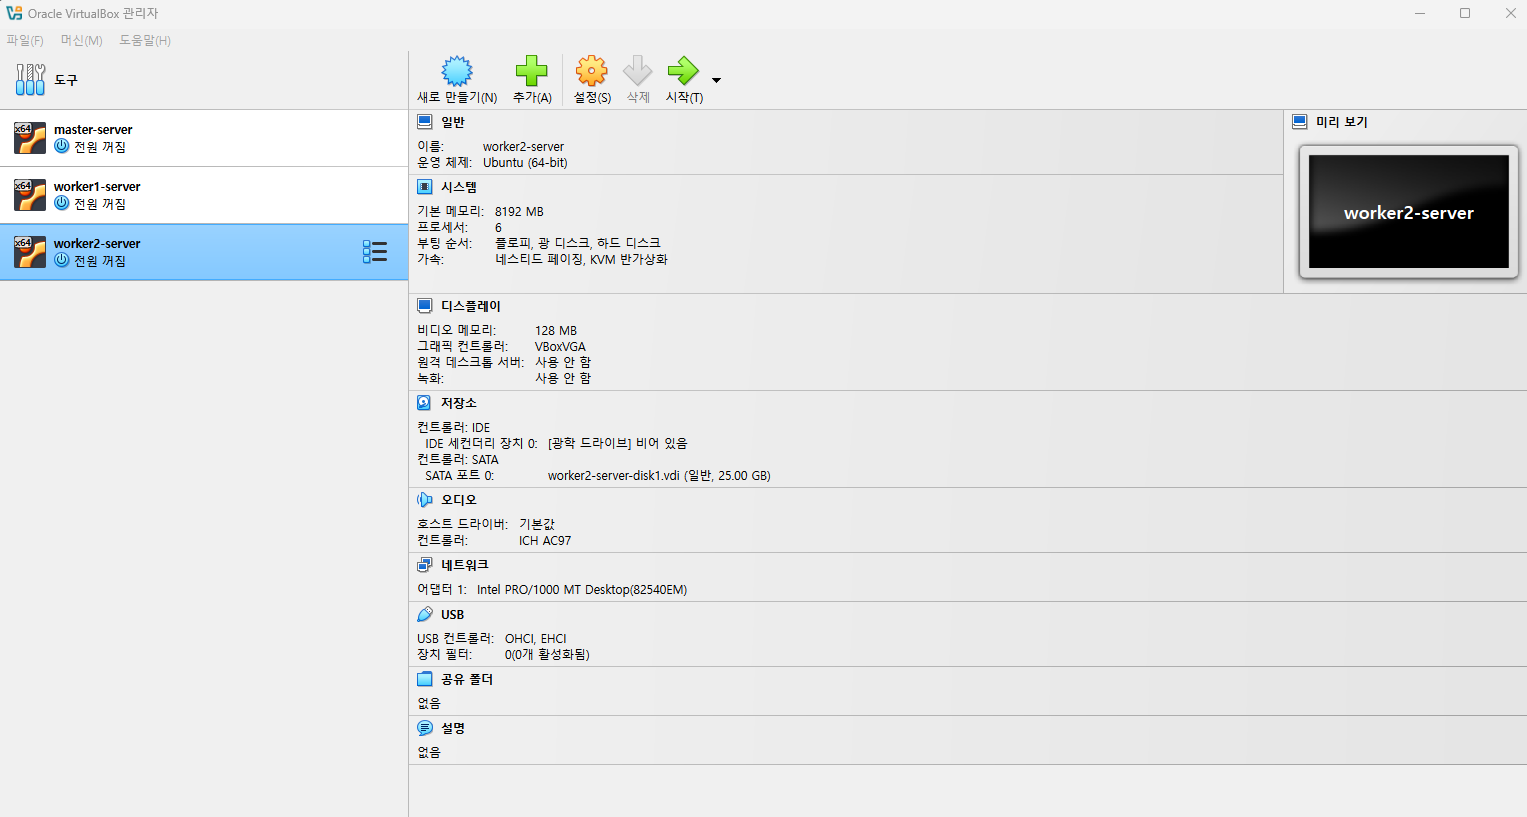 Oracle VirtualBox 관리자
파일(F) 머신(M) 도움말(H)
도구
새로 만들기(N) 추가(A) 설정(S) 삭제 시작(T)
x64 master-server
전원 꺼짐
x64 worker1-server
전원 꺼짐
x64 worker2-server
전원 꺼짐
일반
이름: worker2-server
운영 체제: Ubuntu (64-bit)
시스템
기본 메모리: 8192 MB
프로세서: 6
부팅 순서: 플로피, 광 디스크, 하드 디스크
가속: 네스티드 페이징, KVM 반가상화
미리 보기
worker2-server
디스플레이
비디오 메모리: 128 MB
그래픽 컨트롤러: VBoxVGA
원격 데스크톱 서버: 사용 안 함
녹화: 사용 안 함
저장소
컨트롤러: IDE
IDE 세컨더리 장치 0: [광학 드라이브] 비어 있음
컨트롤러: SATA
SATA 포트 0: worker2-server-disk1.vdi (일반, 25.00 GB)
오디오
호스트 드라이버: 기본값
컨트롤러: ICH AC97
네트워크
어댑터 1: Intel PRO/1000 MT Desktop(82540EM)
USB
USB 컨트롤러: OHCI, EHCI
장치 필터: 0(0개 활성화됨)
공유 폴더
없음
설명
없음